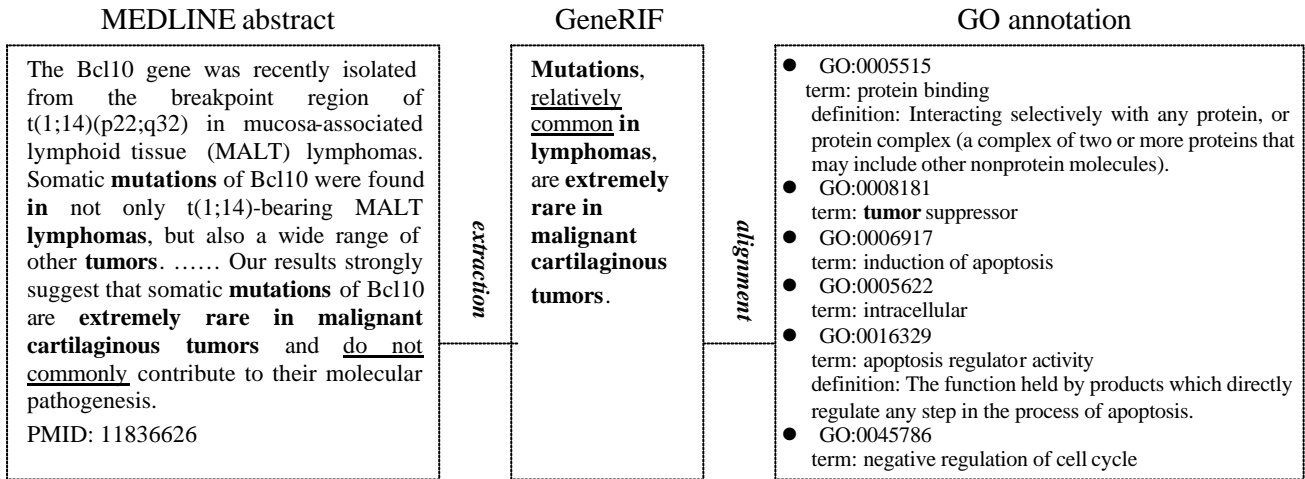 MEDLINE abstract
The Bcl10 gene was recently isolated
from the breakpoint region of
t(1;14)(p22;q32) in mucosa-associated
lymphoid tissue (MALT) lymphomas.
Somatic mutations of Bcl10 were found
in not only t(1;14)-bearing MALT
lymphomas, but also a wide range of
other tumors. …… Our results strongly
suggest that somatic mutations of Bcl10
are extremely rare in malignant
cartilaginous tumors and do not
commonly contribute to their molecular
pathogenesis.
PMID: 11836626
extraction
GeneRIF
Mutations,
relatively
common in
lymphomas,
are extremely
rare in
malignant
cartilaginous
tumors.
alignment
GO annotation
● GO:0005515
term: protein binding
definition: Interacting selectively with any protein, or
protein complex (a complex of two or more proteins that
may include other nonprotein molecules).
● GO:0008181
term: tumor suppressor
● GO:0006917
term: induction of apoptosis
● GO:0005622
term: intracellular
● GO:0016329
term: apoptosis regulator activity
definition: The function held by products which directly
regulate any step in the process of apoptosis.
● GO:0045786
term: negative regulation of cell cycle